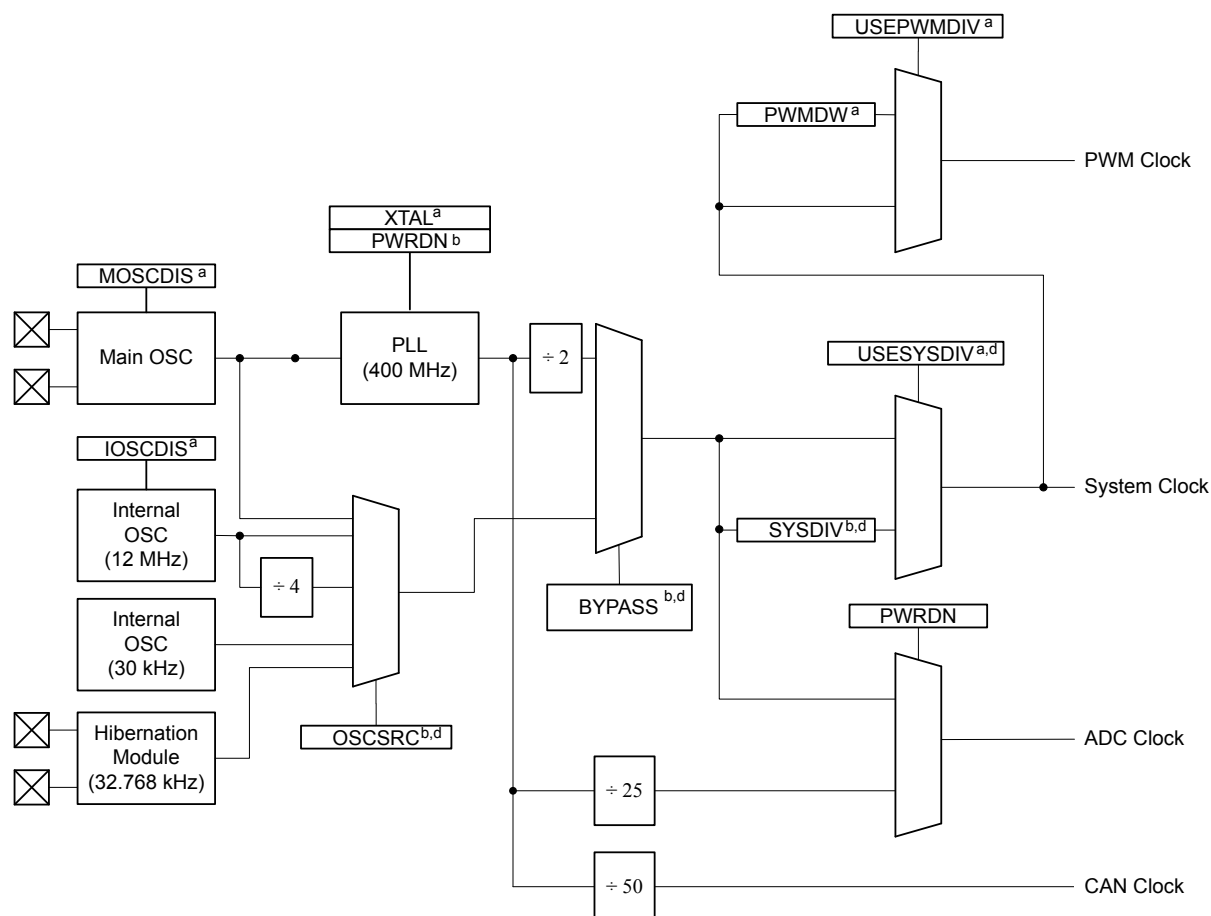 USEPWMDIV a
PWMDW a
PWM Clock
XTAL a
PWRDN b
MOSCDIS a
Main OSC
PLL
(400 MHz)
÷ 2
USESYSDIV a,d
IOSCDIS a
Internal
OSC
(12 MHz)
÷ 4
System Clock
SYSDIV b,d
BYPASS b,d
Internal
OSC
(30 kHz)
PWRDN
OSCSRC b,d
Hibernation
Module
(32.768 kHz)
ADC Clock
÷ 25
÷ 50
CAN Clock